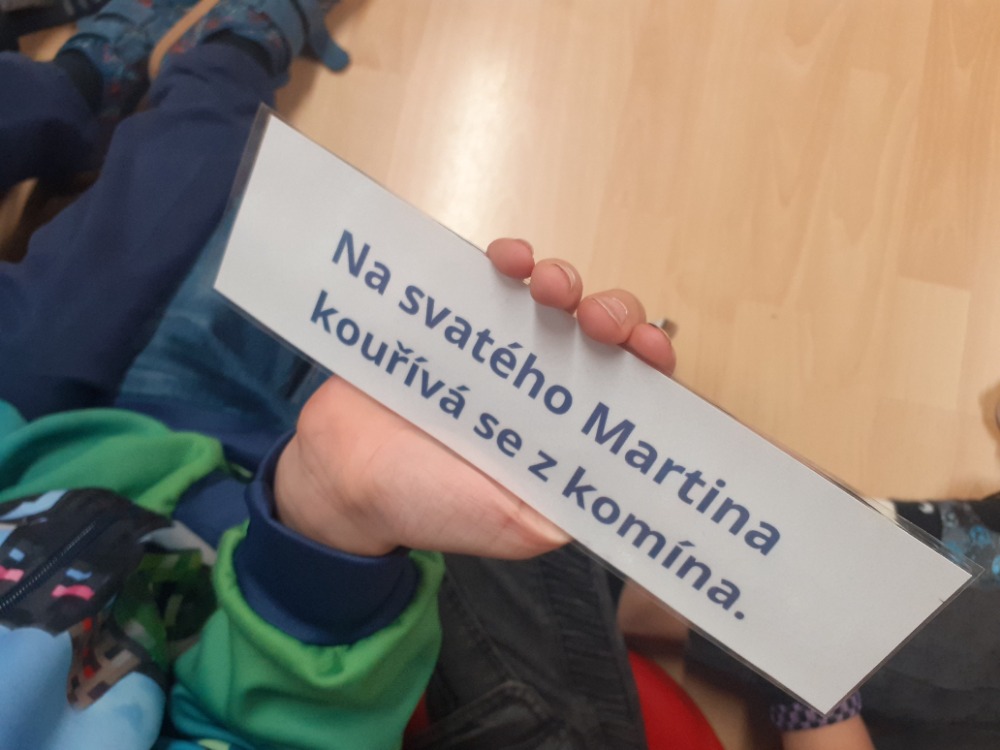 Na svatého Martina
kouřívá se z komína.